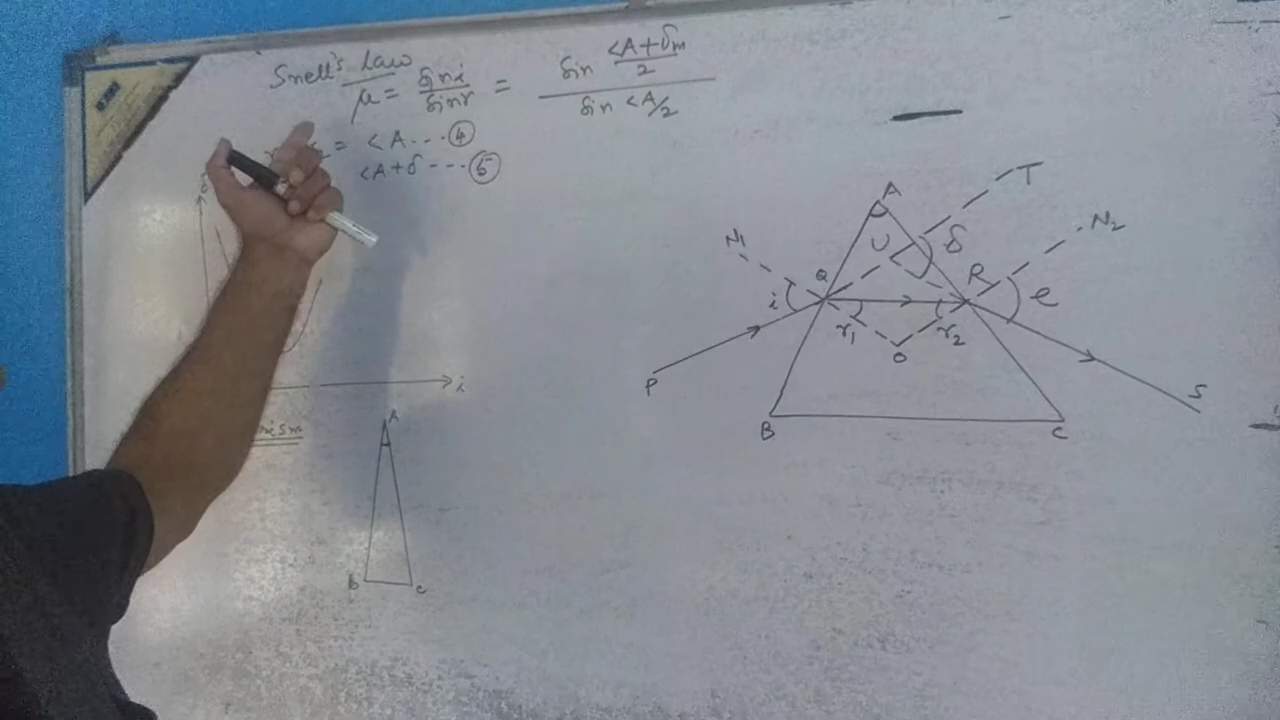 Snell's Law
μ = sin i / sin r = sin (<A+δm / 2) / sin <A/2
= <A --- ④
<A+δ --- ⑤
δ
i
A
B C
A
T
N₁ U δ N₂
Q R
i e
r₁ r₂
O
P S
B C